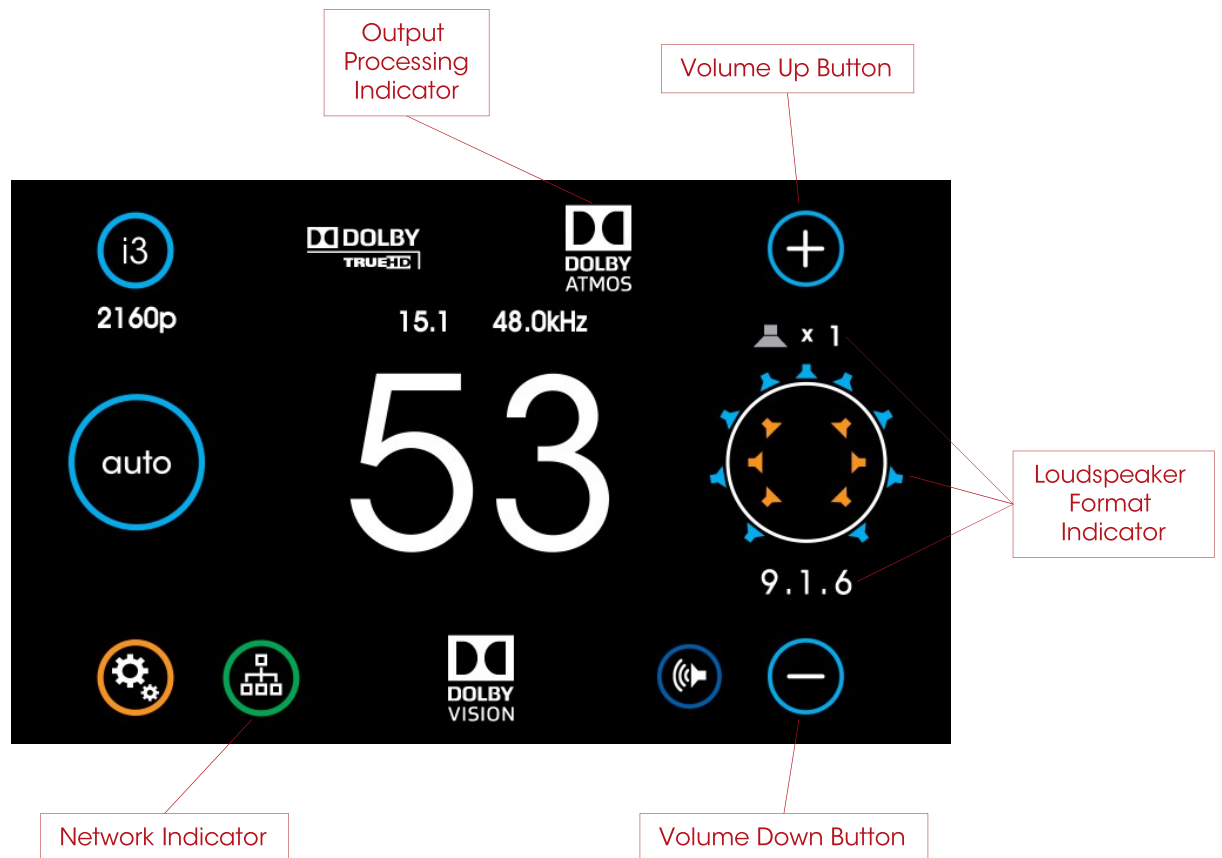 Output
Processing
Indicator
Volume Up Button
i3
DOLBY
TRUEHD
DOLBY
ATMOS
2160p
15.1 48.0kHz
x 1
auto
53
Loudspeaker
Format
Indicator
9.1.6
DOLBY
VISION
Network Indicator
Volume Down Button